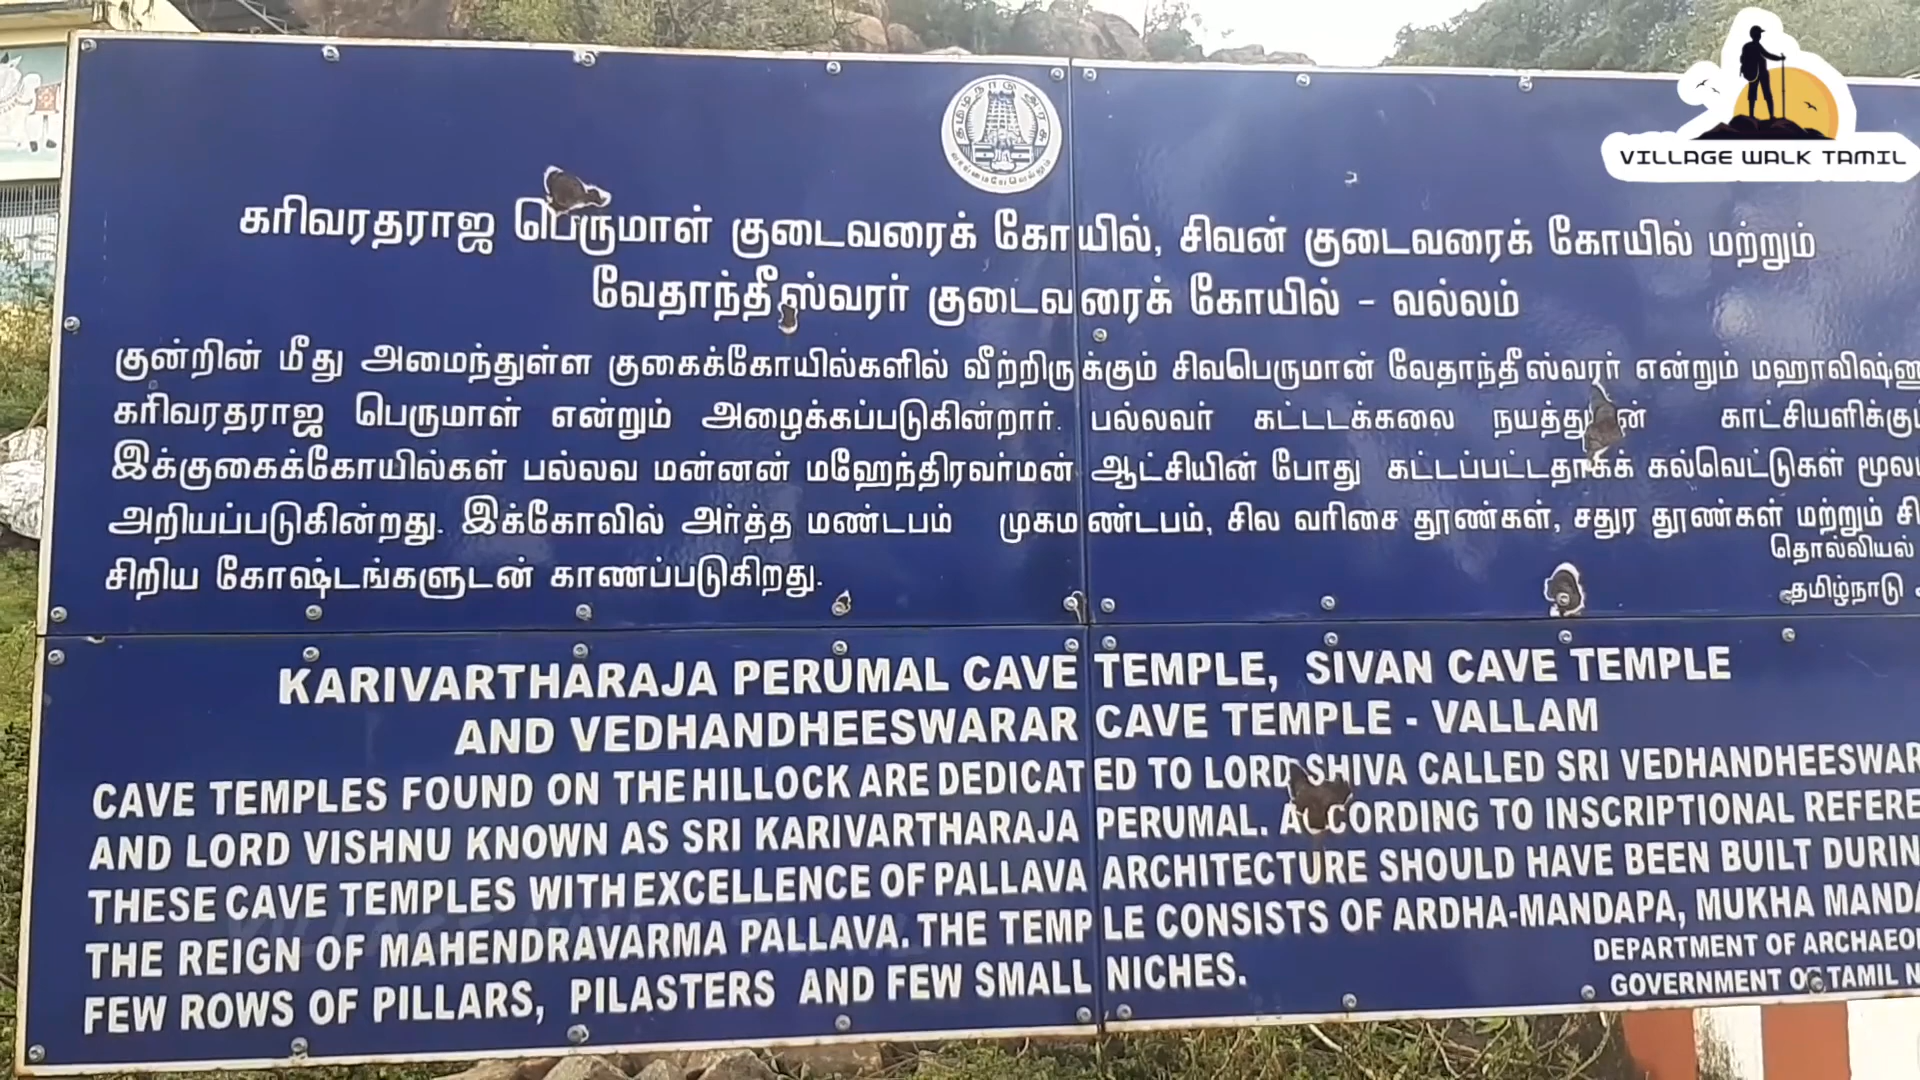 VILLAGE WALK TAMIL
கரிவரதராஜ பெருமாள் குடைவரைக் கோயில், சிவன் குடைவரைக் கோயில் மற்றும்
வேதாந்தீஸ்வரர் குடைவரைக் கோயில் - வல்லம்
குன்றின் மீது அமைந்துள்ள குகைக்கோயில்களில் வீற்றிருக்கும் சிவபெருமான் வேதாந்தீஸ்வரர் என்றும்
கரிவரதராஜ பெருமாள் என்றும் அழைக்கப்படுகின்றார். பல்லவர் கட்டடக்கலை
இக்குகைக்கோயில்கள் பல்லவ மன்னன் மஹேந்திரவர்மன் ஆட்சியின் போது கட்டப்பட்டதாகக் கல்வெட்டுகள்
அறியப்படுகின்றது. இக்கோவில் அர்த்த மண்டபம் முகமண்டபம், சில வரிசை தூண்கள், சதுர தூண்கள் மற்றும்
சிறிய கோஷ்டங்களுடன் காணப்படுகிறது.
தொல்லியல்
தமிழ்நாடு
KARIVARTHARAJA PERUMAL CAVE TEMPLE, SIVAN CAVE TEMPLE
AND VEDHANDHEESWARAR CAVE TEMPLE - VALLAM
CAVE TEMPLES FOUND ON THE HILLOCK ARE DEDICATED TO LORD SHIVA CALLED SRI VEDHANDHEESWAR
AND LORD VISHNU KNOWN AS SRI KARIVARTHARAJA PERUMAL. ACCORDING TO INSCRIPTIONAL REFERE
THESE CAVE TEMPLES WITH EXCELLENCE OF PALLAVA ARCHITECTURE SHOULD HAVE BEEN BUILT DURIN
THE REIGN OF MAHENDRAVARMA PALLAVA. THE TEMPLE CONSISTS OF ARDHA-MANDAPA, MUKHA MANDA
FEW ROWS OF PILLARS, PILASTERS AND FEW SMALL NICHES.
DEPARTMENT OF ARCHAEO
GOVERNMENT OF TAMIL N